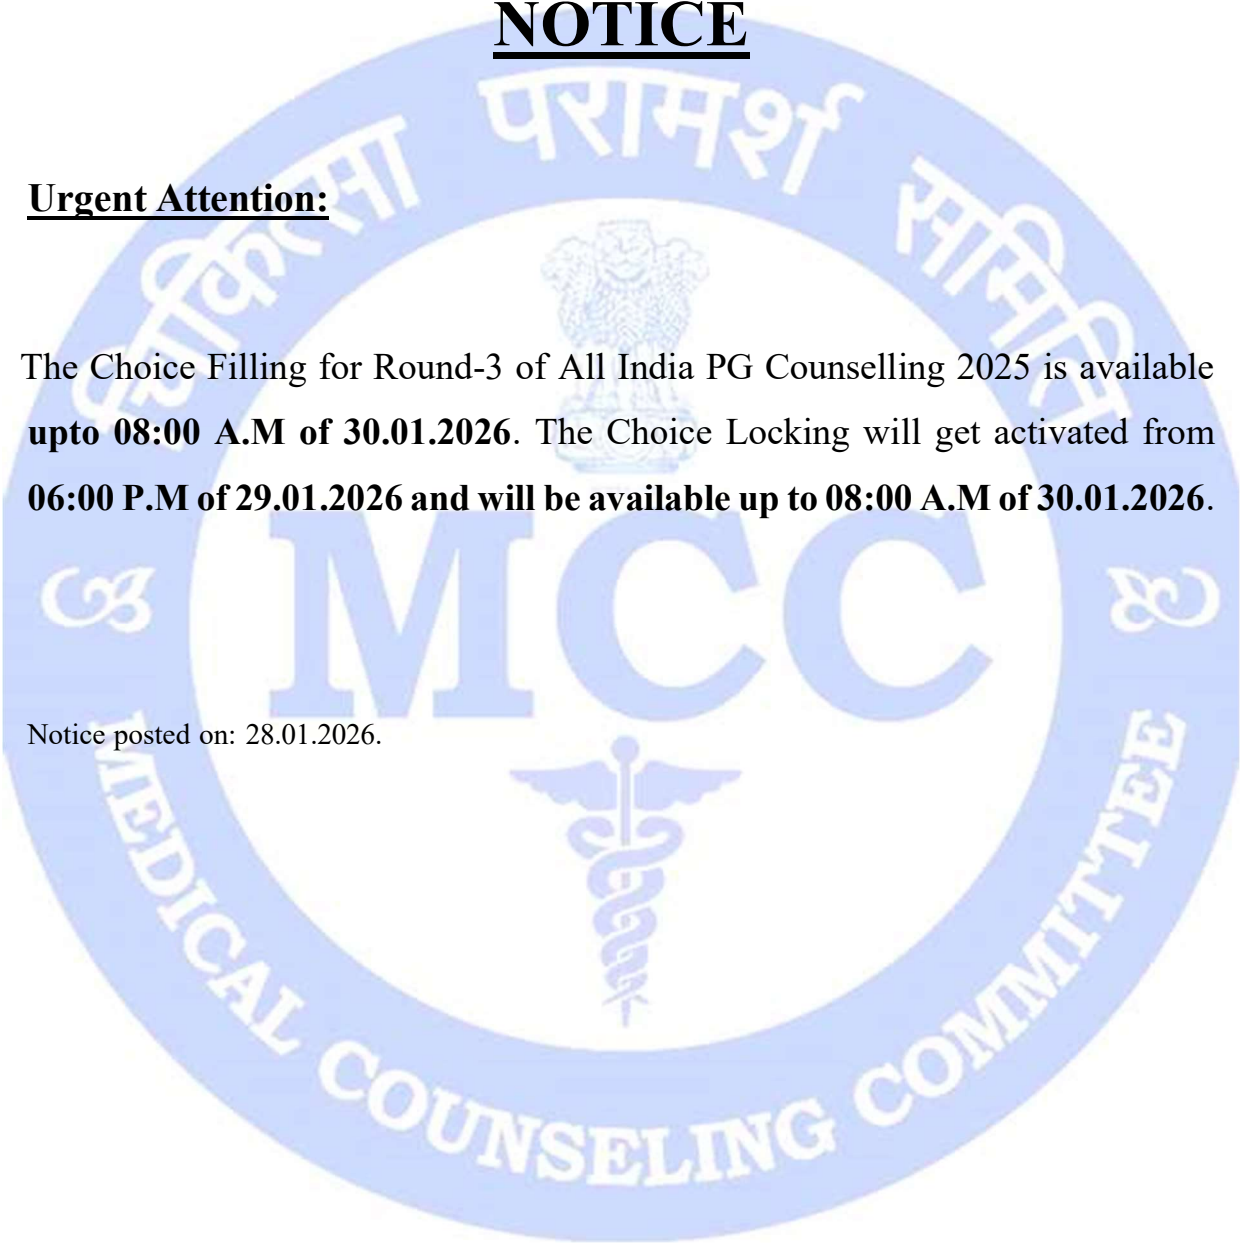 NOTICE
चिकित्सा परामर्श समिति
Urgent Attention:
The Choice Filling for Round-3 of All India PG Counselling 2025 is available
upto 08:00 A.M of 30.01.2026. The Choice Locking will get activated from
06:00 P.M of 29.01.2026 and will be available up to 08:00 A.M of 30.01.2026.
MCC
Notice posted on: 28.01.2026.
MEDICAL COUNSELING COMMITTEE